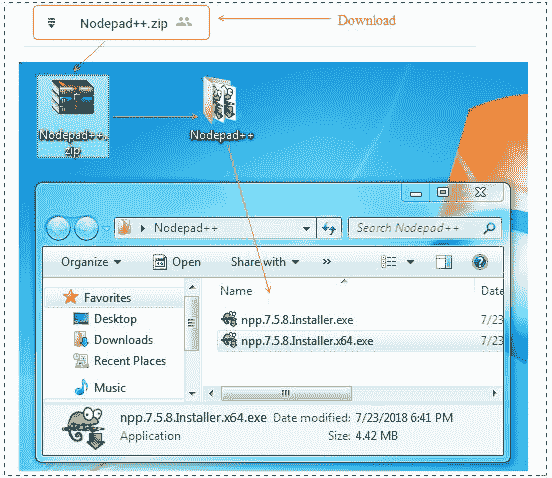 Nodepad++.zip
Download
Nodepad++.
zip
Nodepad++
Nodepad++
Search Nodepad++
Organize
Open
Share with
»
Favorites
Desktop
Downloads
Recent Places
Music
Name
Date
npp.7.5.8.Installer.exe
7/23
npp.7.5.8.Installer.x64.exe
7/23
npp.7.5.8.Installer.x64.exe Date modified: 7/23/2018 6:41 PM
Application Size: 4.42 MB